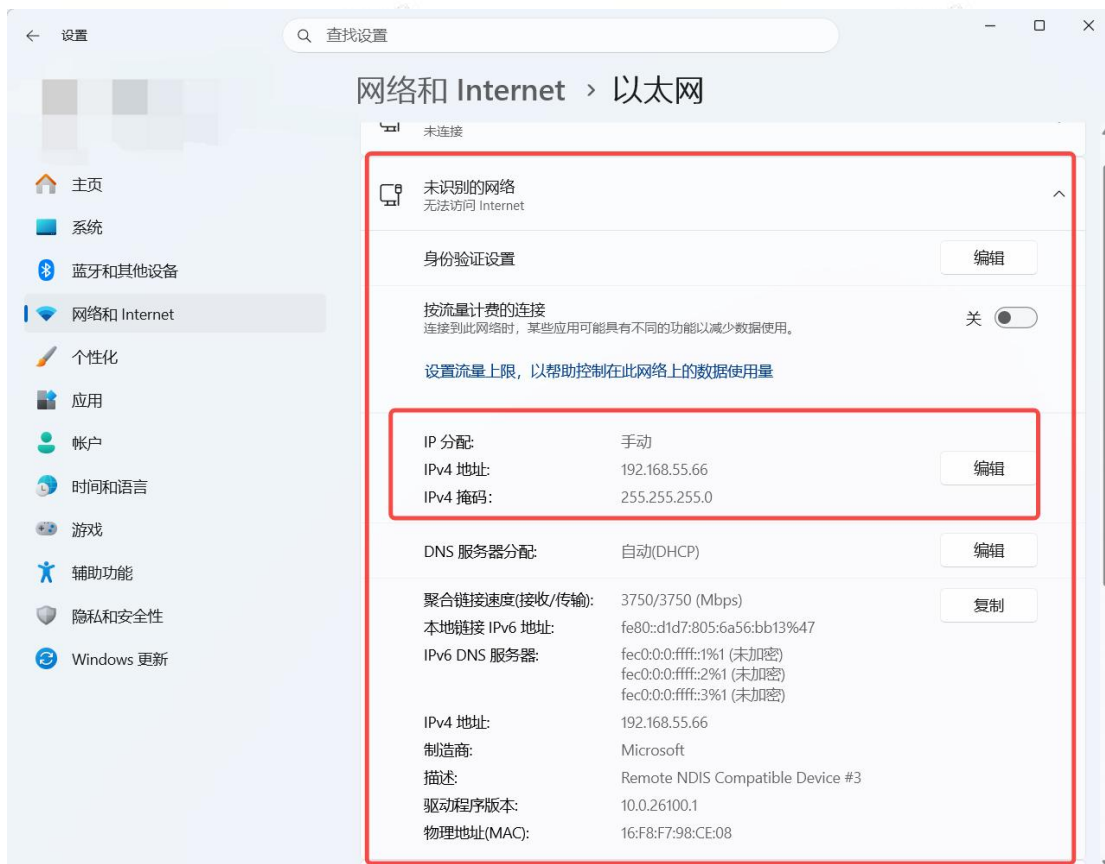 设置
查找设置
网络和 Internet › 以太网
未连接
主页
系统
蓝牙和其他设备
网络和 Internet
个性化
应用
帐户
时间和语言
游戏
辅助功能
隐私和安全性
Windows 更新
未识别的网络
无法访问 Internet
身份验证设置 编辑
按流量计费的连接
连接到此网络时，某些应用可能具有不同的功能以减少数据使用。
关
设置流量上限，以帮助控制在此网络上的数据使用量
IP 分配: 手动
IPv4 地址: 192.168.55.66
编辑
IPv4 掩码: 255.255.255.0
DNS 服务器分配: 自动(DHCP) 编辑
聚合链接速度(接收/传输): 3750/3750 (Mbps) 复制
本地链接 IPv6 地址: fe80::d1d7:805:6a56:bb13%47
IPv6 DNS 服务器: fec0:0:0:ffff::1%1 (未加密)
fec0:0:0:ffff::2%1 (未加密)
fec0:0:0:ffff::3%1 (未加密)
IPv4 地址: 192.168.55.66
制造商: Microsoft
描述: Remote NDIS Compatible Device #3
驱动程序版本: 10.0.26100.1
物理地址(MAC): 16:F8:F7:98:CE:08